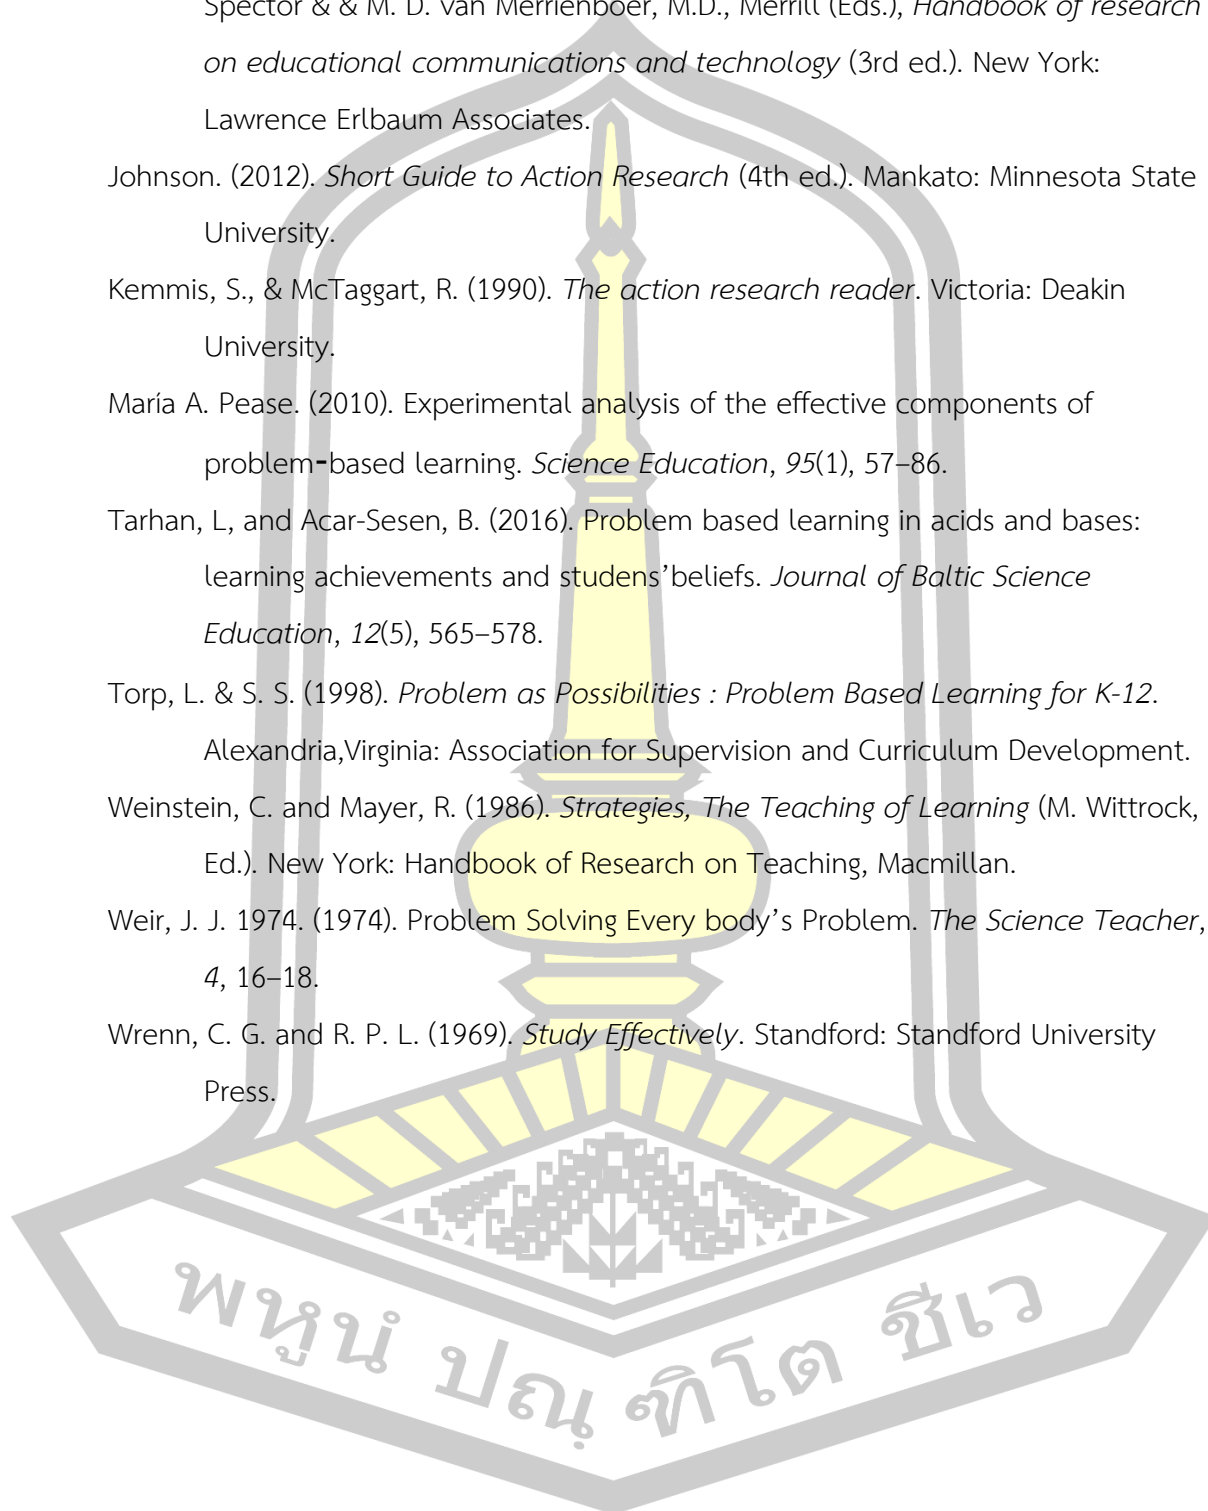 Spector & & M. D. van Merriënboer, M.D., Merrill (Eds.), Handbook of research
on educational communications and technology (3rd ed.). New York:
Lawrence Erlbaum Associates.
Johnson. (2012). Short Guide to Action Research (4th ed.). Mankato: Minnesota State
University.
Kemmis, S., & McTaggart, R. (1990). The action research reader. Victoria: Deakin
University.
María A. Pease. (2010). Experimental analysis of the effective components of
problem-based learning. Science Education, 95(1), 57–86.
Tarhan, L, and Acar-Sesen, B. (2016). Problem based learning in acids and bases:
learning achievements and studens’beliefs. Journal of Baltic Science
Education, 12(5), 565–578.
Torp, L. & S. S. (1998). Problem as Possibilities : Problem Based Learning for K-12.
Alexandria,Virginia: Association for Supervision and Curriculum Development.
Weinstein, C. and Mayer, R. (1986). Strategies, The Teaching of Learning (M. Wittrock,
Ed.). New York: Handbook of Research on Teaching, Macmillan.
Weir, J. J. 1974. (1974). Problem Solving Every body’s Problem. The Science Teacher,
4, 16–18.
Wrenn, C. G. and R. P. L. (1969). Study Effectively. Standford: Standford University
Press.
พหูนํ ปณฺฑิโต ชีเว